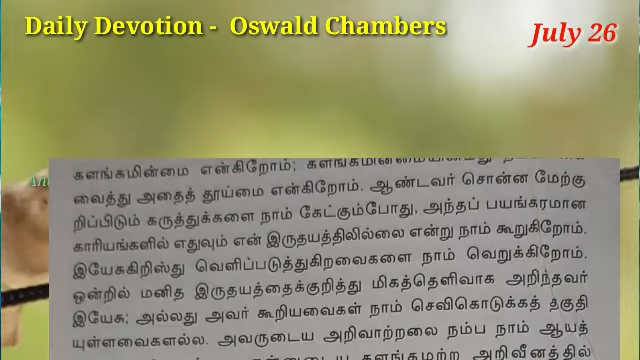 Daily Devotion - Oswald Chambers
July 26
களங்கமின்மை என்கிறோம்;
வைத்து அதைத் தூய்மை என்கிறோம். ஆண்டவர் சொன்ன மேற்கு
றிப்பிடும் கருத்துக்களை நாம் கேட்கும்போது, அந்தப் பயங்கரமான
காரியங்களில் எதுவும் என் இருதயத்திலில்லை என்று நாம் கூறுகிறோம்.
இயேசுகிறிஸ்து வெளிப்படுத்துகிறவைகளை நாம் வெறுக்கிறோம்.
ஒன்றில் மனித இருதயத்தைக்குறித்து மிகத்தெளிவாக அறிந்தவர்
இயேசு; அல்லது அவர் கூறியவைகள் நாம் செவிகொடுக்கத் தகுதி
யுள்ளவைகளல்ல. அவருடைய அறிவாற்றலை நம்ப நாம் ஆயத்
களங்கமற்ற அறிவீனத்தில்